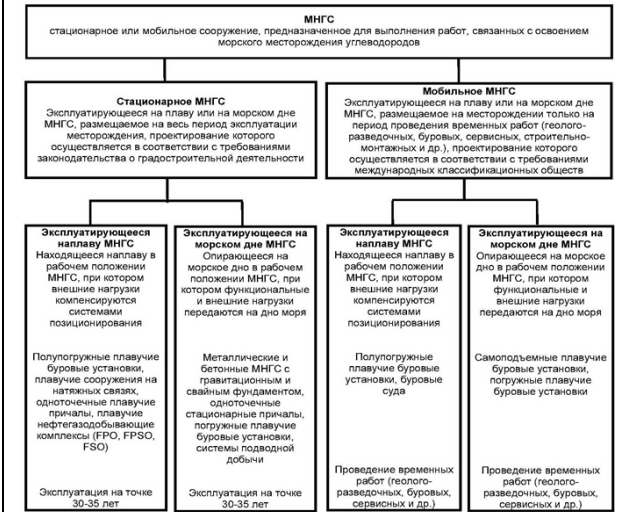 МНГС
стационарное или мобильное сооружение, предназначенное для выполнения работ, связанных с освоением
морского месторождения углеводородов
Стационарное МНГС
Эксплуатирующееся на плаву или на морском дне
МНГС, размещаемое на весь период эксплуатации
месторождения, проектирование которого
осуществляется в соответствии с требованиями
законодательства о градостроительной деятельности
Мобильное МНГС
Эксплуатирующееся на плаву или на морском дне
МНГС, размещаемое на месторождении только на
период проведения временных работ (геолого-
разведочных, буровых, сервисных, строительно-
монтажных и др.), проектирование которого
осуществляется в соответствии с требованиями
международных классификационных обществ
Эксплуатирующееся
наплаву МНГС
Находящееся наплаву в
рабочем положении
МНГС, при котором
внешние нагрузки
компенсируются
системами
позиционирования
Полупогружные плавучие
буровые установки,
плавучие сооружения на
натяжных связях,
одноточечные плавучие
причалы, плавучие
нефтегазодобывающие
комплексы (FPO, FPSO,
FSO)
Эксплуатация на точке
30-35 лет
Эксплуатирующееся на
морском дне МНГС
Опирающееся на
морское дно в рабочем
положении МНГС, при
котором функциональные
и внешние нагрузки
передаются на дно моря
Металлические и
бетонные МНГС с
гравитационным и
свайным фундаментом,
одноточечные
стационарные причалы,
погружные плавучие
буровые установки,
системы подводной
добычи
Эксплуатация на точке
30-35 лет
Эксплуатирующееся
наплаву МНГС
Находящееся наплаву в
рабочем положении
МНГС, при котором
внешние нагрузки
компенсируются
системами
позиционирования
Полупогружные
плавучие буровые
установки, буровые
суда
Проведение временных
работ (геолого-
разведочных, буровых,
сервисных и др.)
Эксплуатирующееся на
морском дне МНГС
Опирающееся на морское
дно в рабочем положении
МНГС, при котором
функциональные и
внешние нагрузки
передаются на дно моря
Самоподъемные плавучие
буровые установки,
погружные плавучие
буровые установки
Проведение временных
работ (геолого-
разведочных, буровых,
сервисных и др.)